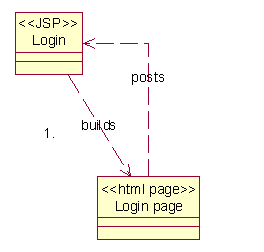 <<JSP>>
Login
posts
builds
1.
<<html page>>
Login page